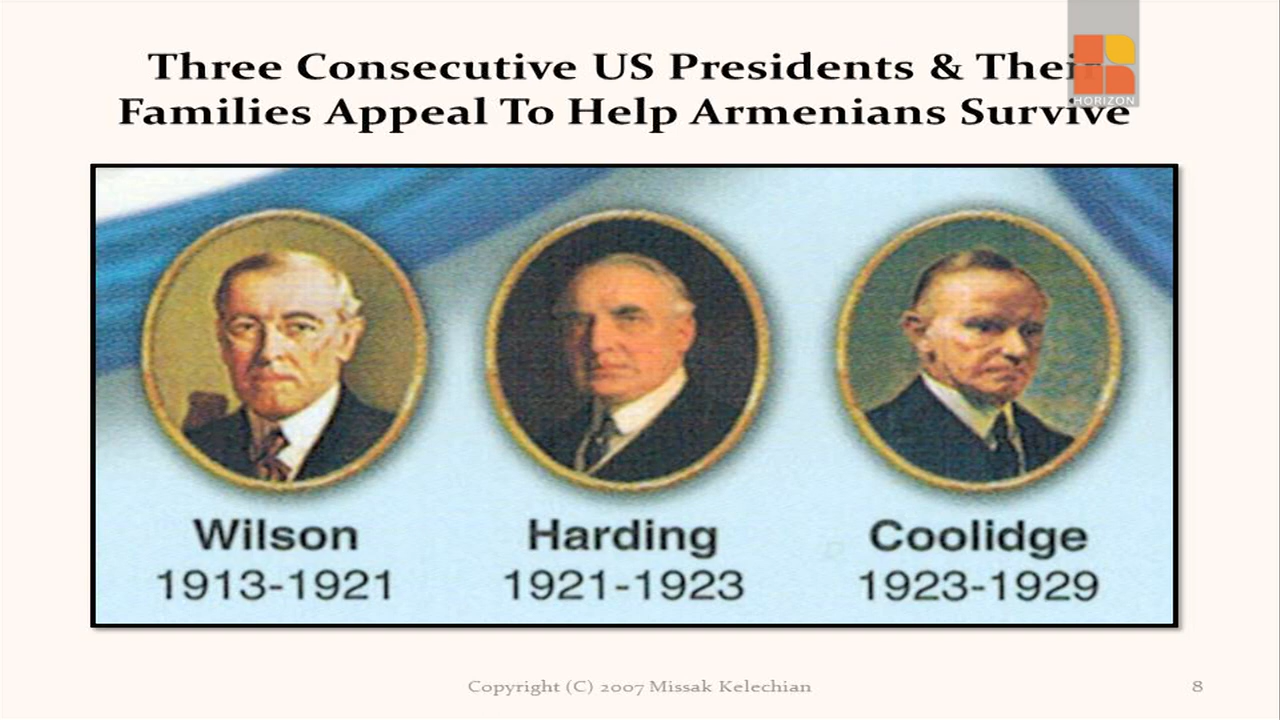 Three Consecutive US Presidents & Their
Families Appeal To Help Armenians Survive
HORIZON
Wilson
1913-1921
Harding
1921-1923
Coolidge
1923-1929
Copyright (C) 2007 Missak Kelechian
8